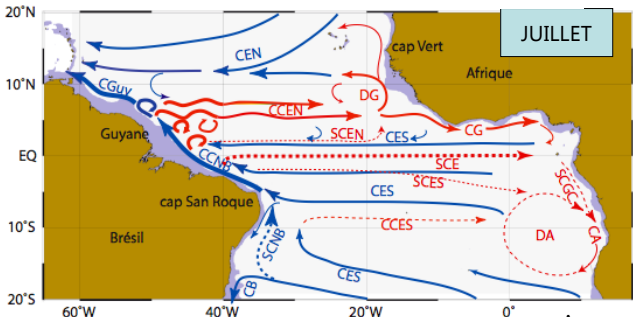 20°N
JUILLET
CEN
cap Vert
Afrique
10°N
CGuy
DG
CCEN
Guyane
SCEN
CES
CG
EQ
CCNB
SCE
SCGC
SCES
CES
cap San Roque
CCES
CA
10°S
Brésil
SCNB
DA
CES
CB
20°S
60°W
40°W
20°W
0°